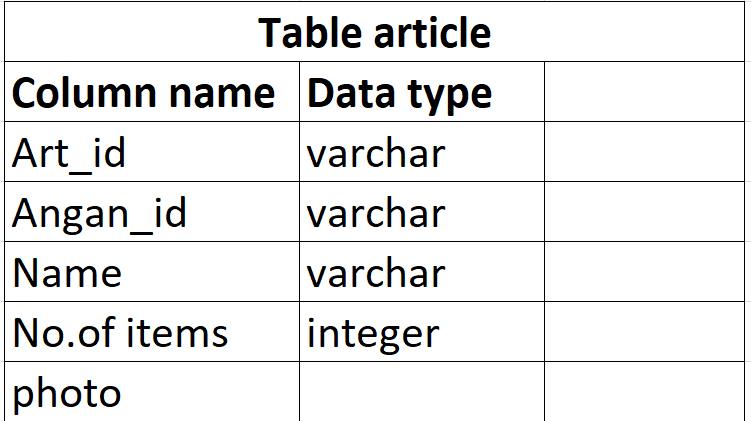 Table article
Column name Data type
Art_id varchar
Angan_id varchar
Name varchar
No.of items integer
photo